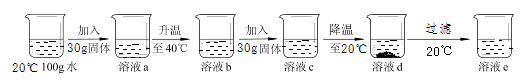 加入 升温 加入 降温 过滤
30g固体 至40℃ 30g固体 至20℃ 20℃
20℃ 100g水 溶液a 溶液b 溶液c 溶液d 溶液e